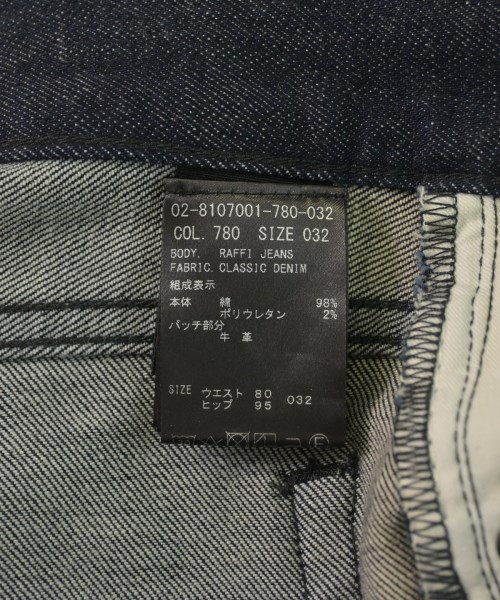 02-8107001-780-032
COL. 780 SIZE 032
BODY. RAFFI JEANS
FABRIC. CLASSIC DENIM
組成表示
本体 綿 98%
ポリウレタン 2%
パッチ部分
牛革
SIZE ウエスト 80 032
ヒップ 95